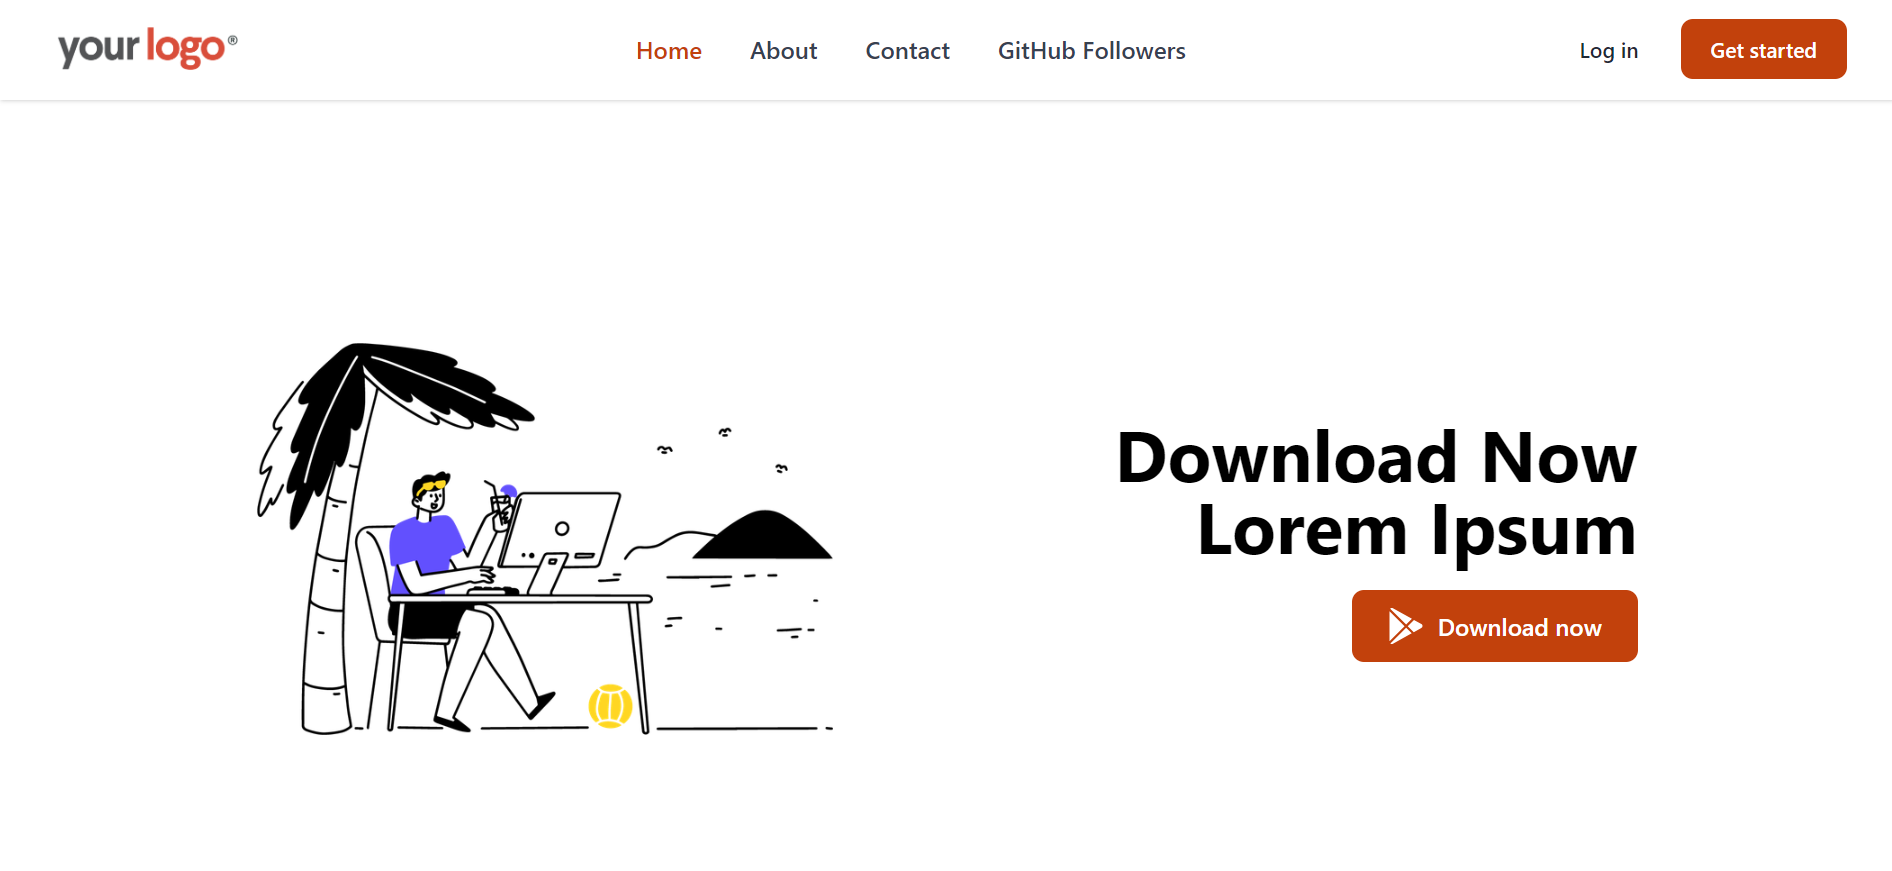 your logo®
Home About Contact GitHub Followers Log in Get started
Download Now
Lorem Ipsum
Download now